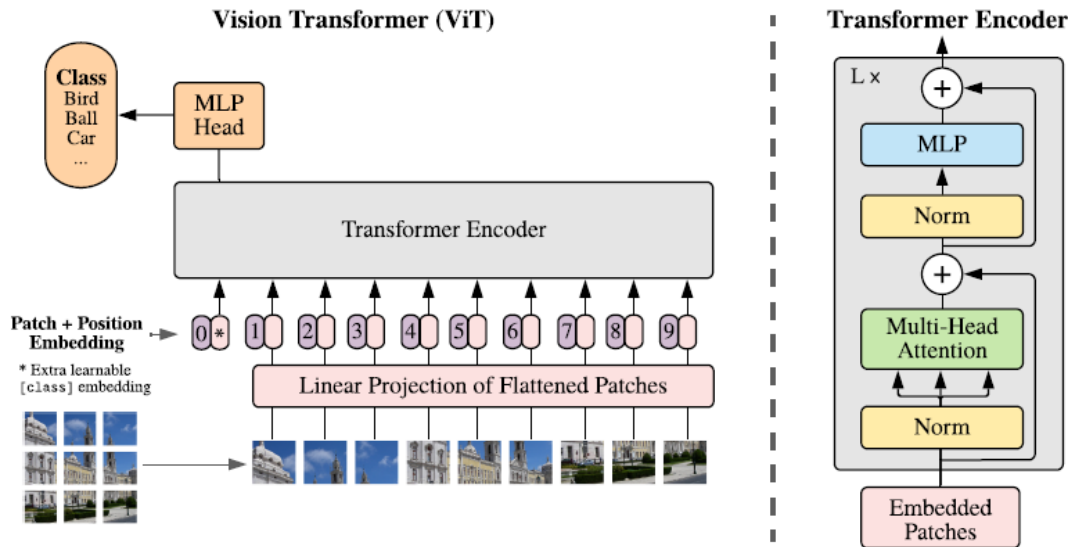 Vision Transformer (ViT)
Class
Bird
Ball
Car
...
MLP
Head
Transformer Encoder
Patch + Position
Embedding
0 * 1 2 3 4 5 6 7 8 9
* Extra learnable
[class] embedding
Linear Projection of Flattened Patches
Transformer Encoder
L ×
+
MLP
Norm
+
Multi-Head
Attention
Norm
Embedded
Patches